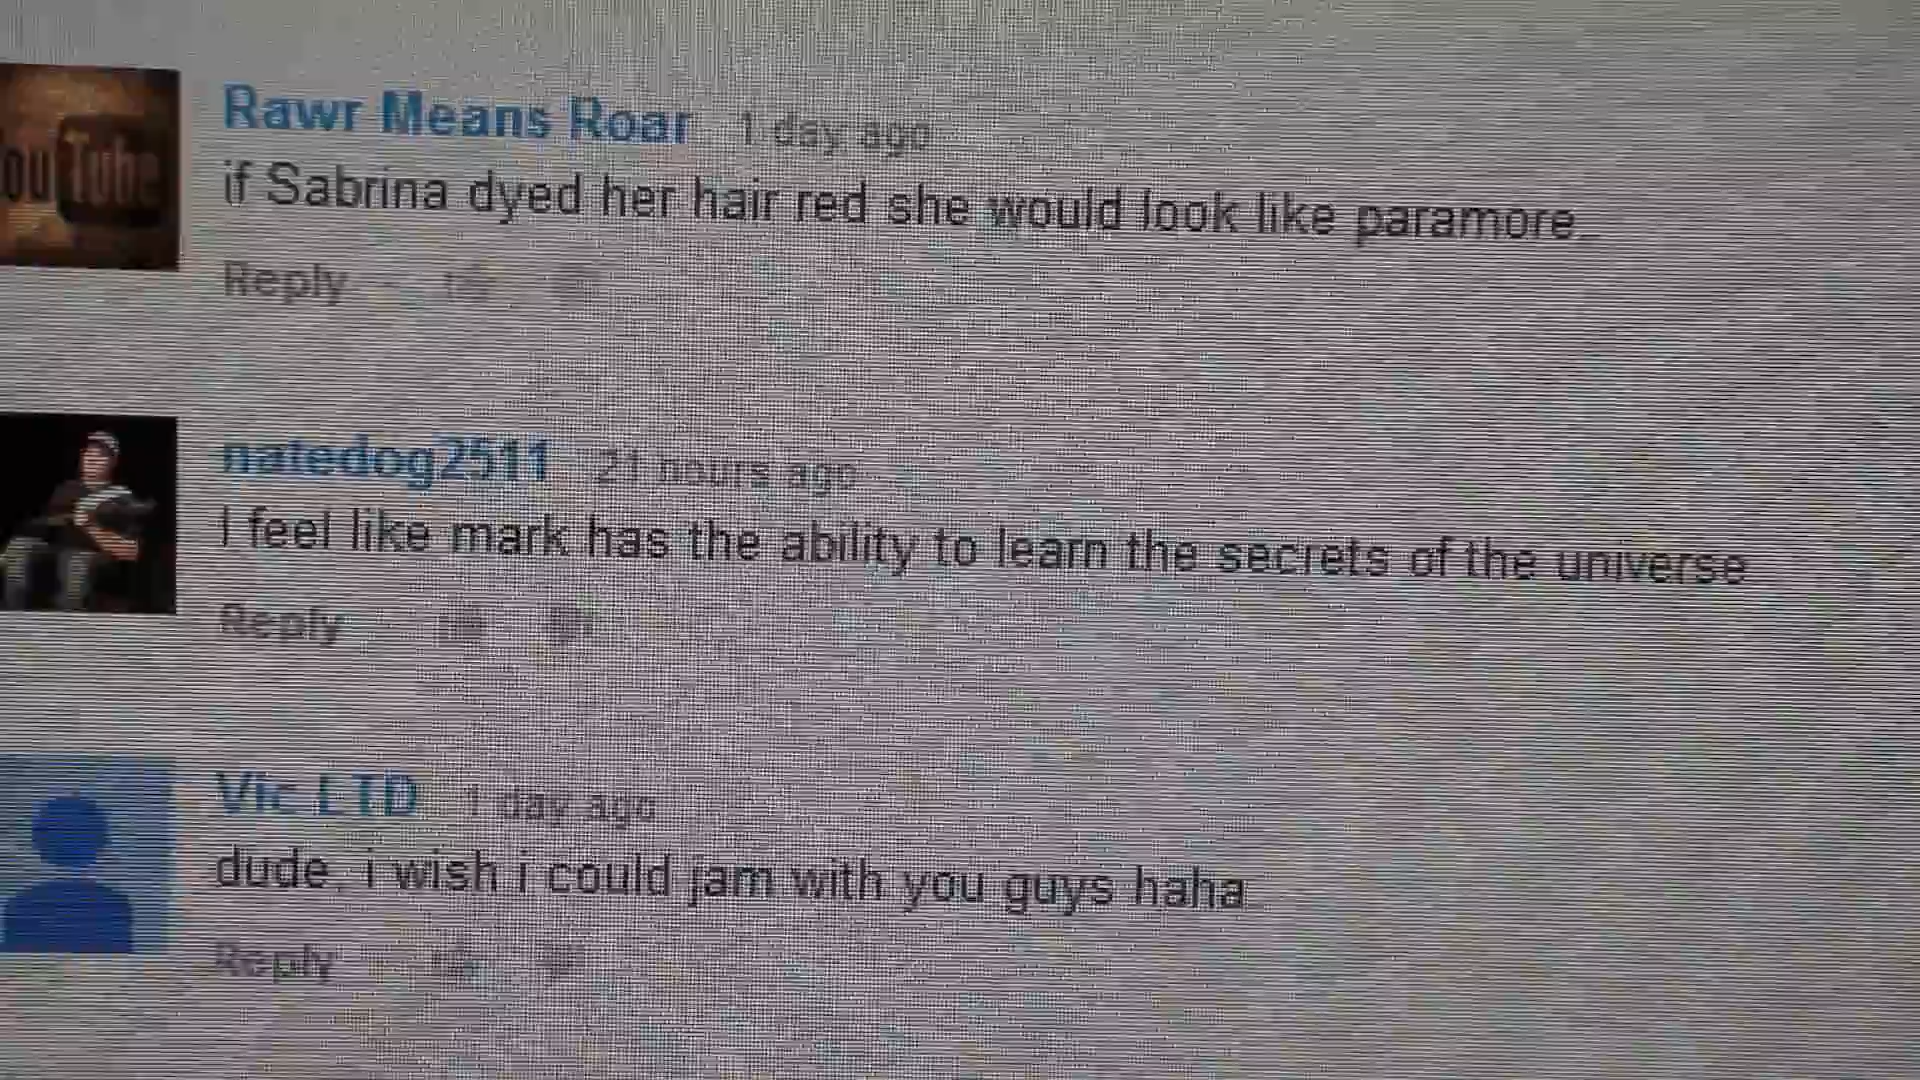 Rawr Means Roar 1 day ago
ou Tube
if Sabrina dyed her hair red she would look like paramore..
Reply
natedog2511 21 hours ago
I feel like mark has the ability to learn the secrets of the universe
Reply
Vic LTD 1 day ago
dude, i wish i could jam with you guys haha
Reply